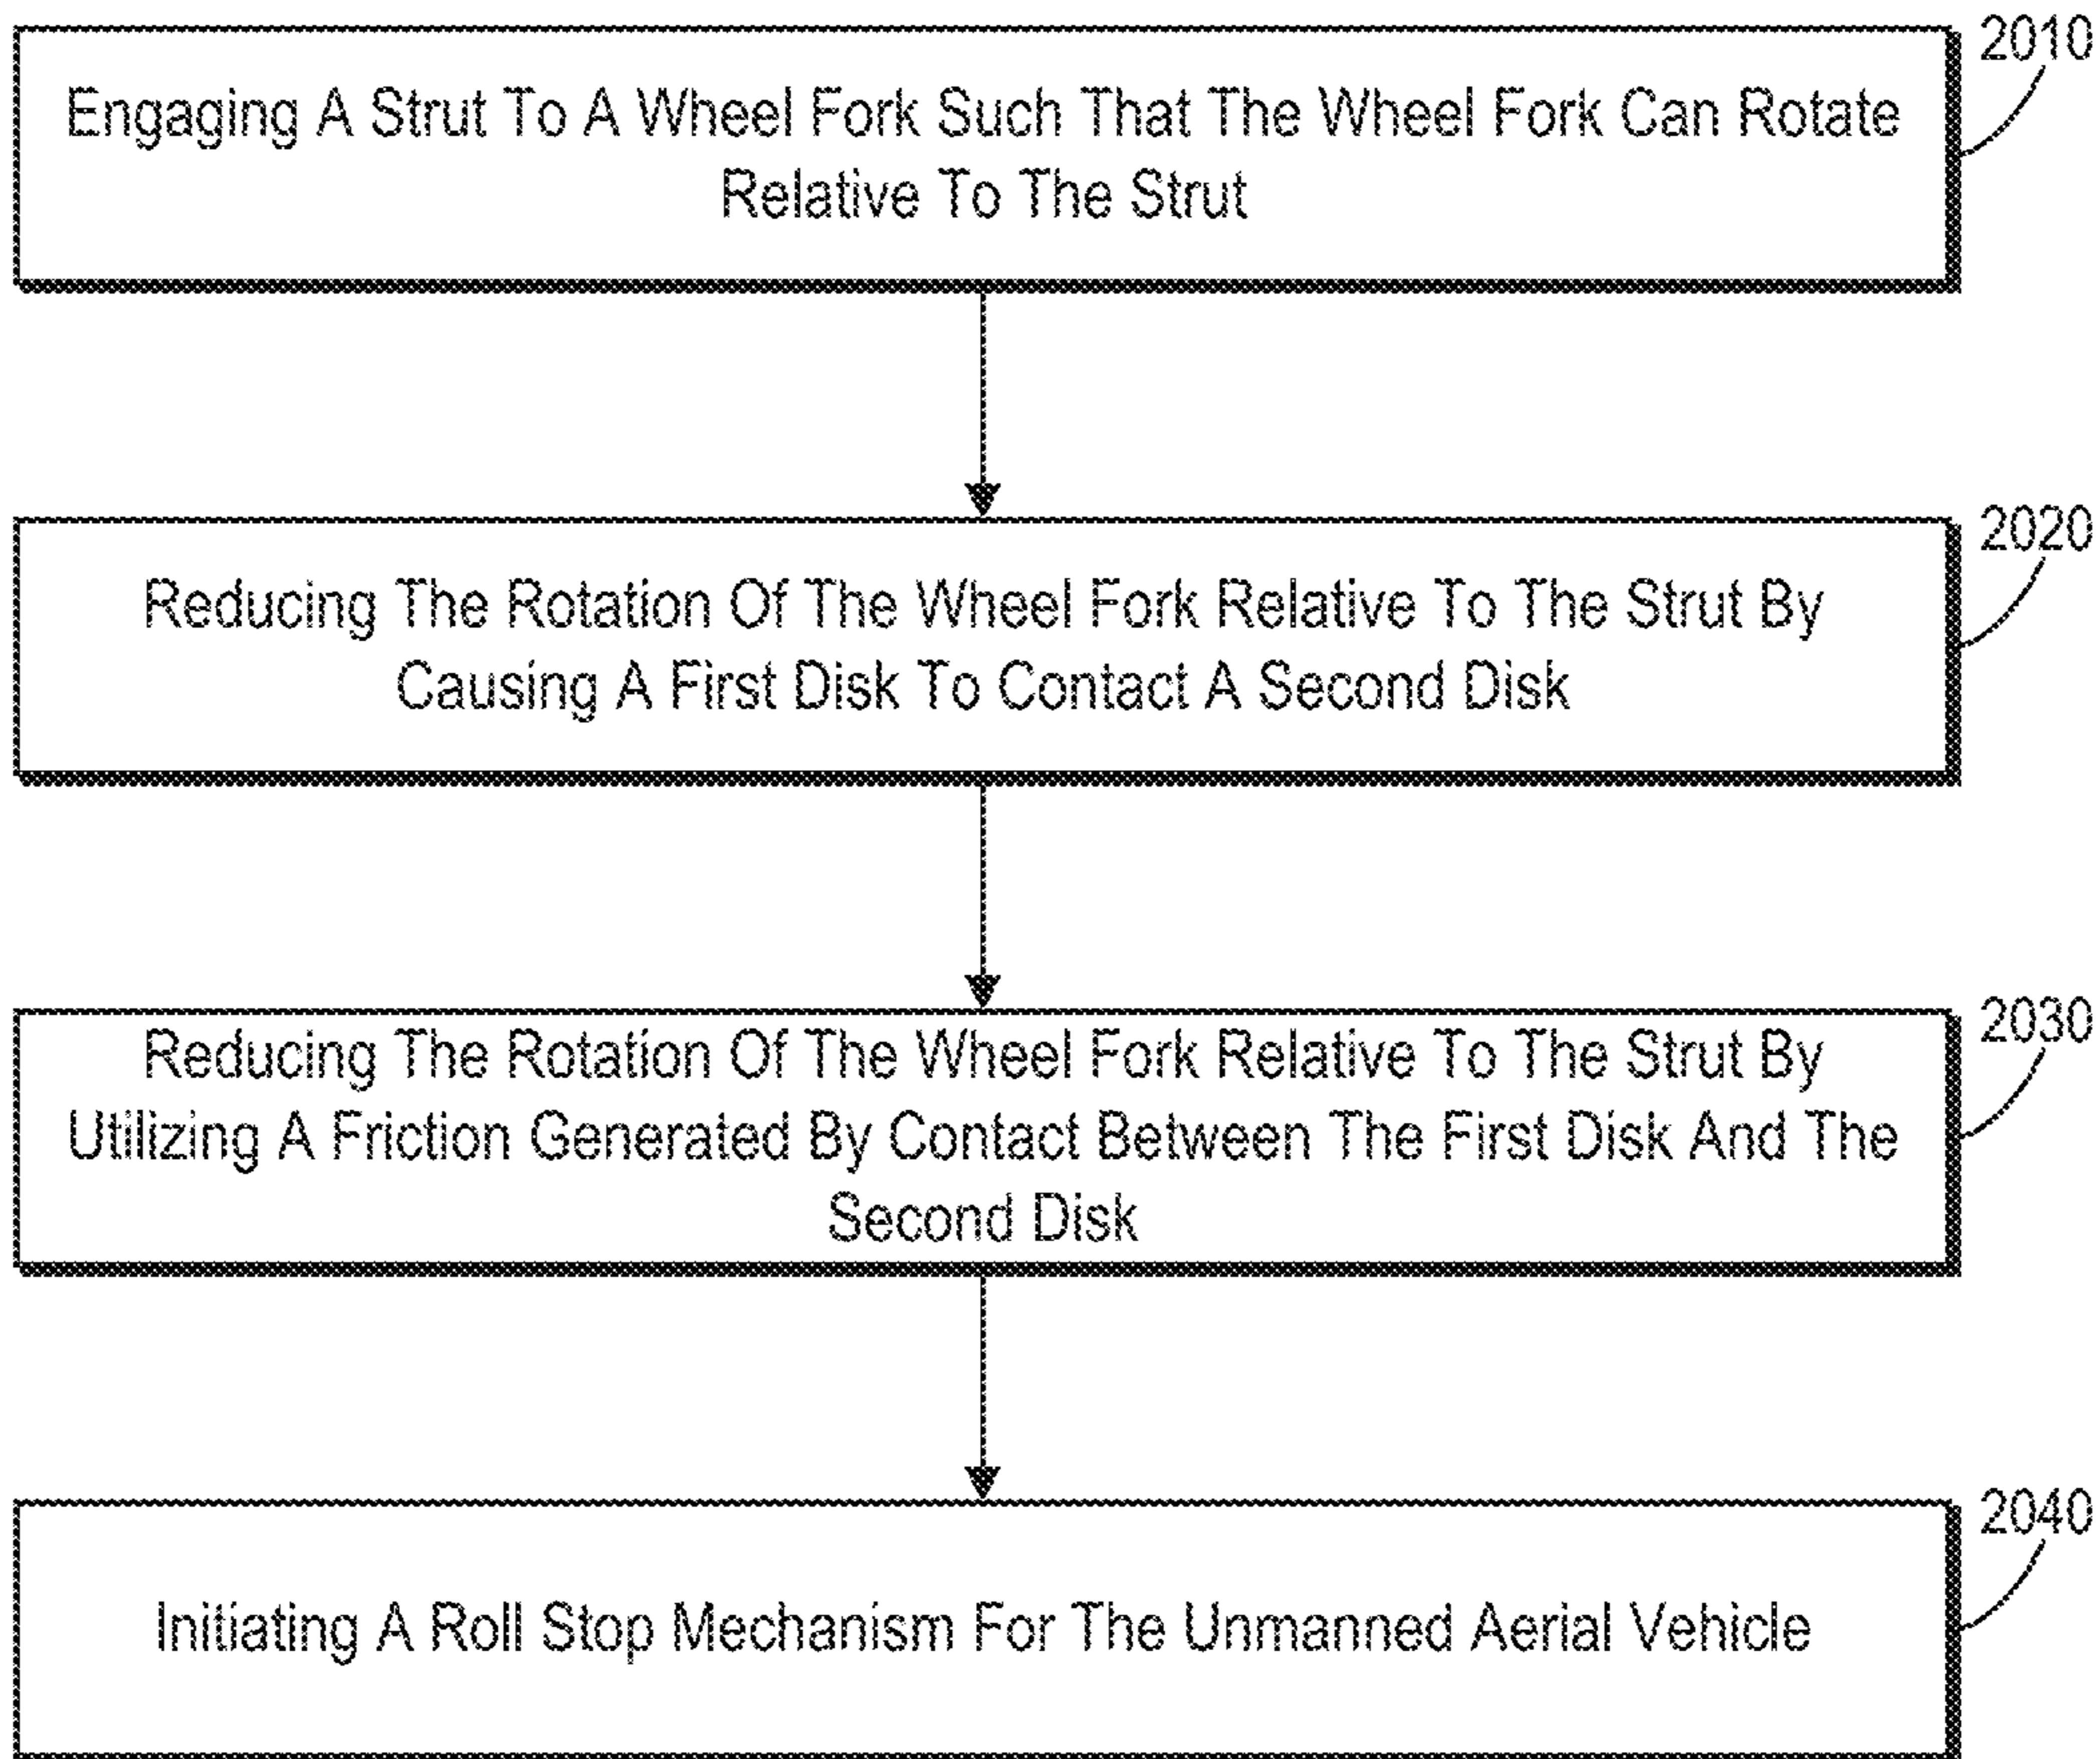 2010
Engaging A Strut To A Wheel Fork Such That The Wheel Fork Can Rotate
Relative To The Strut
2020
Reducing The Rotation Of The Wheel Fork Relative To The Strut By
Causing A First Disk To Contact A Second Disk
2030
Reducing The Rotation Of The Wheel Fork Relative To The Strut By
Utilizing A Friction Generated By Contact Between The First Disk And The
Second Disk
2040
Initiating A Roll Stop Mechanism For The Unmanned Aerial Vehicle